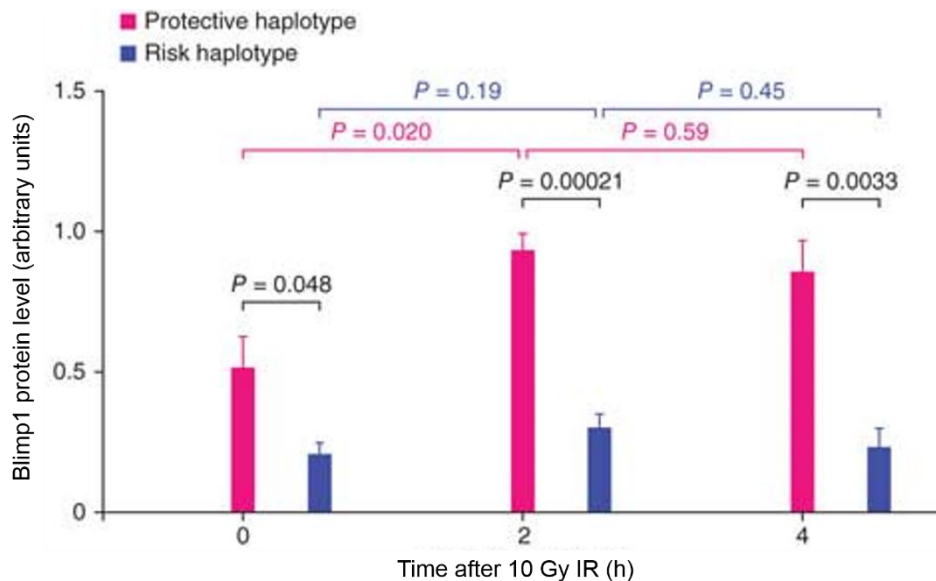 Protective haplotype
Risk haplotype
Blimp1 protein level (arbitrary units)
1.5
1.0
0.5
0
P = 0.19
P = 0.45
P = 0.020
P = 0.59
P = 0.00021
P = 0.0033
P = 0.048
0
2
4
Time after 10 Gy IR (h)